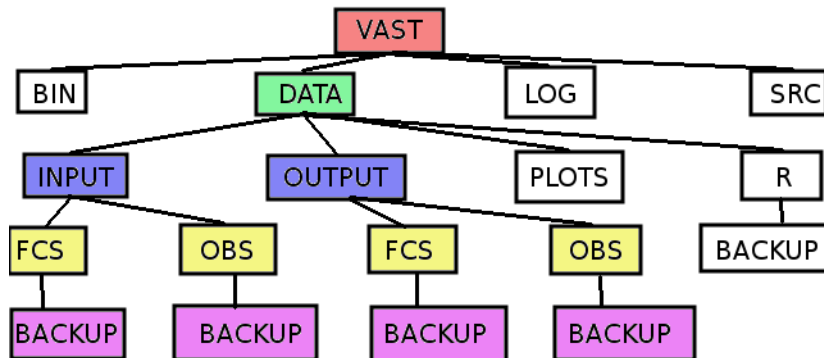 VAST
BIN DATA LOG SRC
INPUT OUTPUT PLOTS R
FCS OBS FCS OBS BACKUP
BACKUP BACKUP BACKUP BACKUP